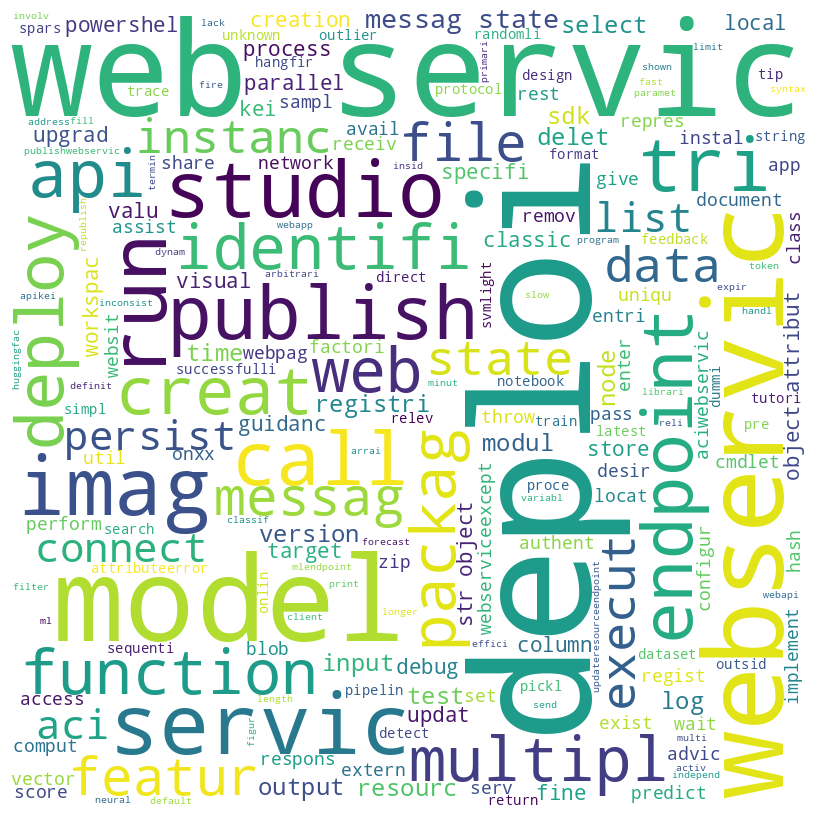 involv
lack
creation
messag state
select
local
spars
powershel
unknown
outlier
randomli
web servic
process
hangfir
parallel
primari
limit
shown
design
tip
trace
protocol
fast
paramet
syntax
kei
sampl
fire
rest
sdk
repres
address
fill
upgrad
instanc
avail
receiv
file
delet
instal
string
publishwebservic
api
termin
share
network
insid
format
tri
app
specifi
give
document
studio
valu
republish
assist
webapp
remov
list
class
deploy
run
identifi
dynam
program
classic
feedback
token
workspac
apikei
inconsist
visual
arbitrari
direct
svmlight
data
expir
slow
uniqu
handl
publish
websit
entri
time
webpag
factori
state
node
enter
endpoint
webservic
huggingfac
definit
successfulli
web
minut
notebook
librari
aciwebservic
dummi
object attribut
creat
simpl
registri
throw
train
pass
latest
reli
pre
tutori
persist
guidanc
relev
call
onxx
util
arrai
packag
modul
store
cmdlet
desir
imag
messag
deploi
proce
variabl
locat
perform
search
classif
version
forecast
str object
webserviceexcept
configur
hash
connect
target
authent
attributeerror
mlendpoint
zip
onlin
print
filter
client
longer
execut
webapi
model
ml
sequenti
blob
effici
column
updateresourceendpoint
dataset
outsid
implement
function
input
debug
access
length
pipelin
test
set
pickl
regist
log
send
aci
servic
updat
exist
wait
comput
figur
detect
multipl
multi
advic
vector
featur
respons
extern
activ
independ
score
output
resourc
serv
fine
predict
neural
default
return